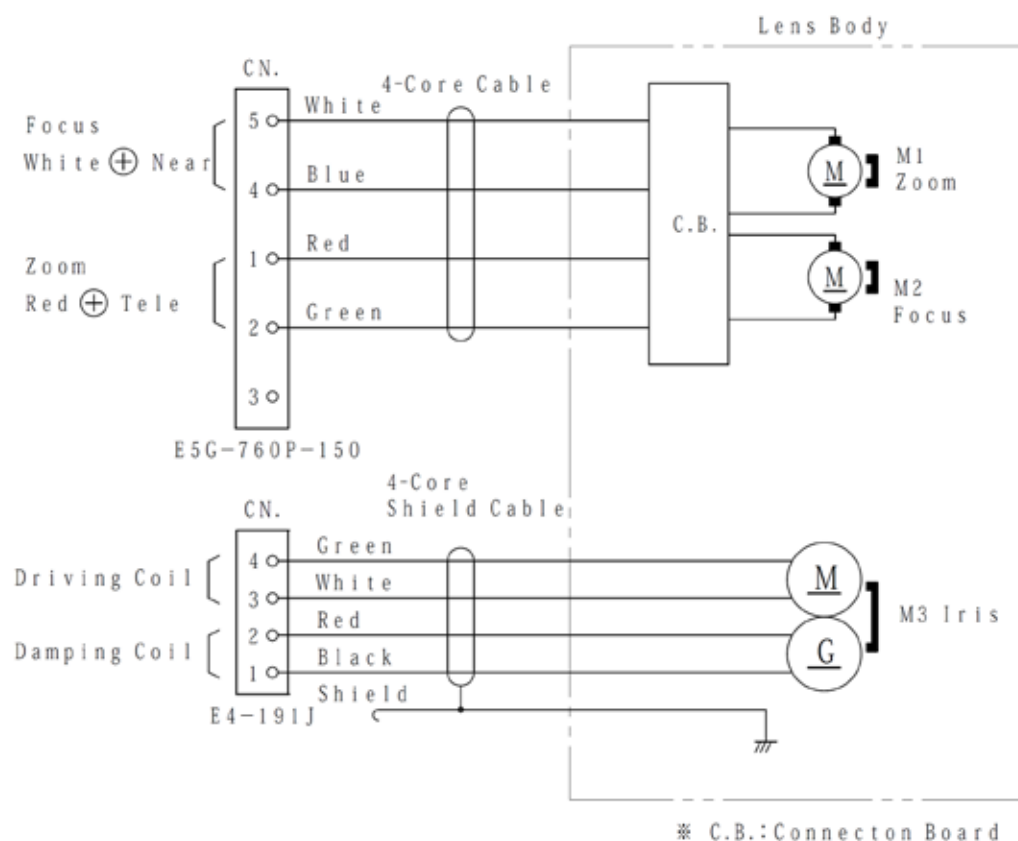 Lens Body
CN.
4-Core Cable
White
5
Focus
White ⊕ Near
Blue
4
M
M1
Zoom
C.B.
Red
1
Zoom
Red ⊕ Tele
Green
2
M
M2
Focus
3
E5G-760P-150
4-Core
Shield Cable
CN.
Green
4
Driving Coil
White
3
M
Red
2
M3 Iris
Damping Coil
Black
1
G
Shield
E4-191J
※ C.B.:Connecton Board